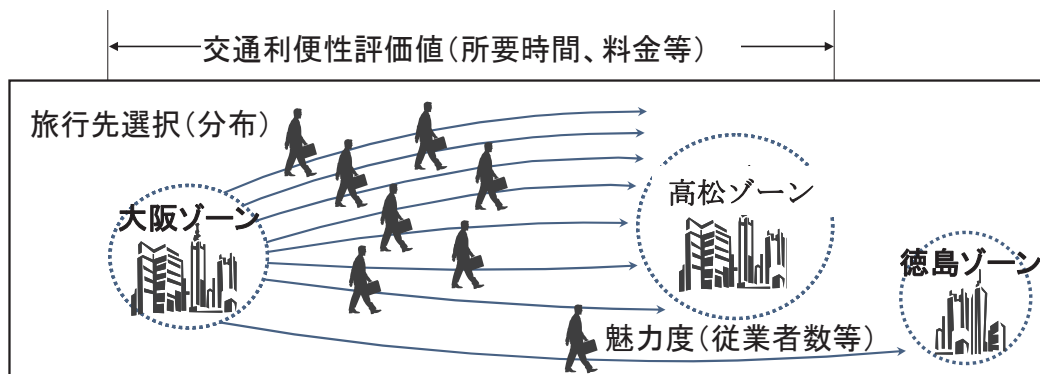 交通利便性評価値(所要時間、料金等)
旅行先選択(分布)
大阪ゾーン
高松ゾーン
徳島ゾーン
魅力度(従業者数等)